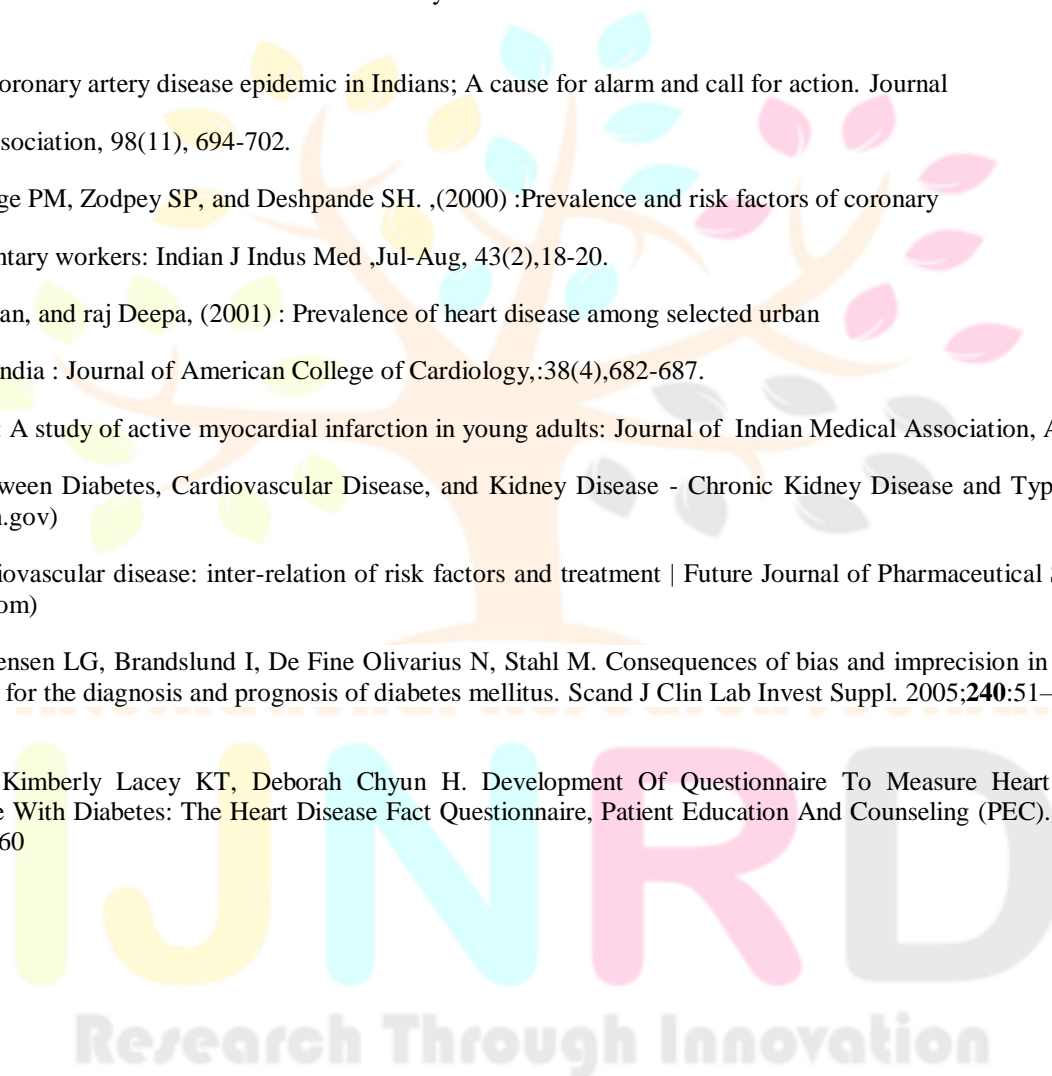 oronary artery disease epidemic in Indians; A cause for alarm and call for action. Journal
sociation, 98(11), 694-702.
ge PM, Zodpey SP, and Deshpande SH. ,(2000) :Prevalence and risk factors of coronary
ntary workers: Indian J Indus Med ,Jul-Aug, 43(2),18-20.
an, and raj Deepa, (2001) : Prevalence of heart disease among selected urban
ndia : Journal of American College of Cardiology,:38(4),682-687.
: A study of active myocardial infarction in young adults: Journal of Indian Medical Association, A
ween Diabetes, Cardiovascular Disease, and Kidney Disease - Chronic Kidney Disease and Typ
.gov)
iovascular disease: inter-relation of risk factors and treatment | Future Journal of Pharmaceutical
om)
ensen LG, Brandslund I, De Fine Olivarius N, Stahl M. Consequences of bias and imprecision in
for the diagnosis and prognosis of diabetes mellitus. Scand J Clin Lab Invest Suppl. 2005;240:51–
Kimberly Lacey KT, Deborah Chyun H. Development Of Questionnaire To Measure Heart
e With Diabetes: The Heart Disease Fact Questionnaire, Patient Education And Counseling (PEC).
60
IJNRD
Research Through Innovation